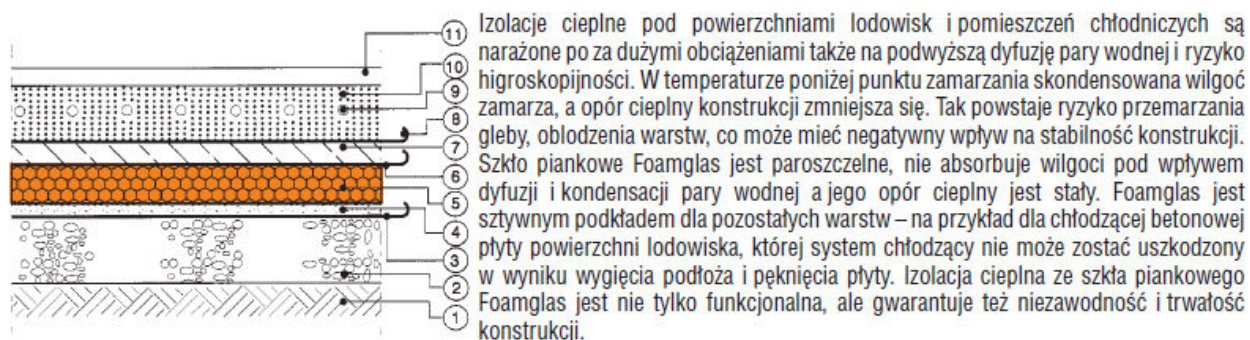 Izolacje cieplne pod powierzchniami lodowisk i pomieszczeń chłodniczych są
narażone po za dużymi obciążeniami także na podwyższą dyfuzję pary wodnej i ryzyko
higroskopijności. W temperaturze poniżej punktu zamarzania skondensowana wilgoć
zamarza, a opór cieplny konstrukcji zmniejsza się. Tak powstaje ryzyko przemarzania
gleby, oblodzenia warstw, co może mieć negatywny wpływ na stabilność konstrukcji.
Szkło piankowe Foamglas jest paroszczelne, nie absorbuje wilgoci pod wpływem
dyfuzji i kondensacji pary wodnej a jego opór cieplny jest stały. Foamglas jest
sztywnym podkładem dla pozostałych warstw – na przykład dla chłodzącej betonowej
płyty powierzchni lodowiska, której system chłodzący nie może zostać uszkodzony
w wyniku wygięcia podłoża i pęknięcia płyty. Izolacja cieplna ze szkła piankowego
Foamglas jest nie tylko funkcjonalna, ale gwarantuje też niezawodność i trwałość
konstrukcji.
11
10
9
8
7
6
5
4
3
2
1